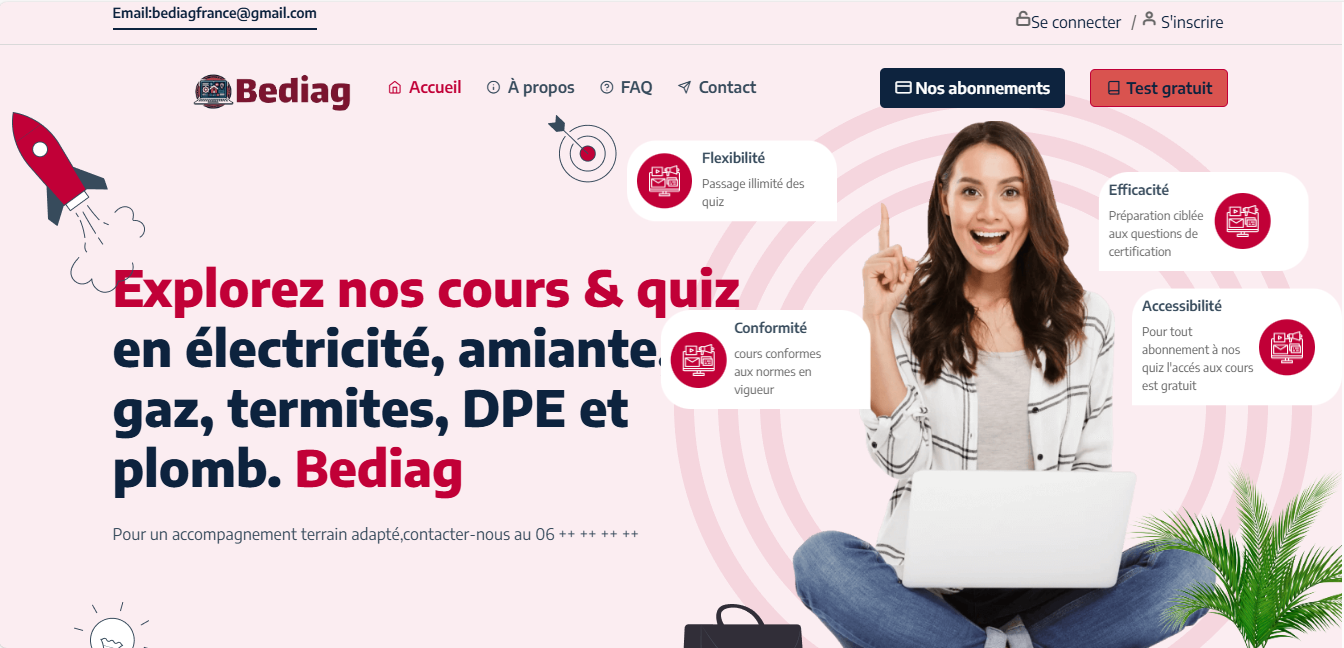 Email:bediagfrance@gmail.com
Se connecter / S'inscrire
Bediag
Accueil
À propos
FAQ
Contact
Nos abonnements
Test gratuit
Flexibilité
Passage illimité des
quiz
Efficacité
Préparation ciblée
aux questions de
certification
Explorez nos cours & quiz
en électricité, amiante,
gaz, termites, DPE et
plomb. Bediag
Conformité
cours conformes
aux normes en
vigueur
Accessibilité
Pour tout
abonnement à nos
quiz l'accés aux cours
est gratuit
Pour un accompagnement terrain adapté,contacter-nous au 06 ++ ++ ++ ++